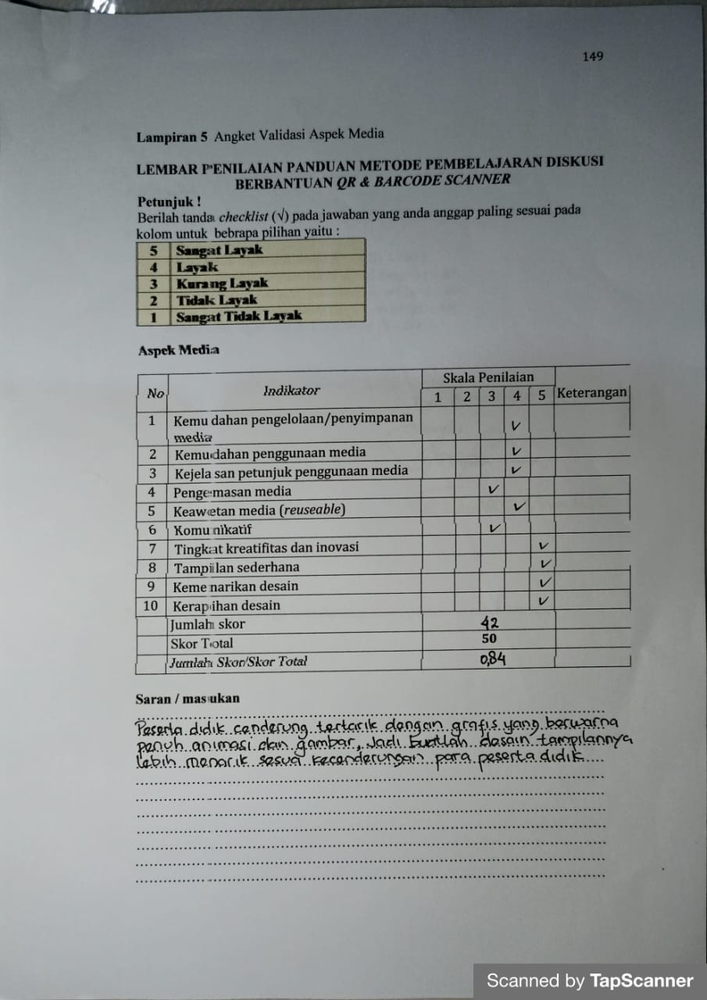 149
Lampiran 5 Angket Validasi Aspek Media
LEMBAR PENILAIAN PANDUAN METODE PEMBELAJARAN DISKUSI
BERBANTUAN QR & BARCODE SCANNER
Petunjuk !
Berilah tanda checklist (√) pada jawaban yang anda anggap paling sesuai pada
kolom untuk bebrapa pilihan yaitu :
5 Sangat Layak
4 Layak
3 Kurang Layak
2 Tidak Layak
1 Sangat Tidak Layak
Aspek Media
No Indikator Skala Penilaian Keterangan
1 2 3 4 5
1 Kemu dahan pengelolaan/penyimpanan
media √
2 Kemudahan penggunaan media √
3 Kejela san petunjuk penggunaan media √
4 Pengemasan media √
5 Keawetan media (reuseable) √
6 Komunikatif √
7 Tingkat kreatifitas dan inovasi √
8 Tampilan sederhana √
9 Keme narikan desain √
10 Kerapihan desain √
Jumlah skor 42
Skor Total 50
Jumlah Skor/Skor Total 0,84
Saran / masukan
Peserta didik cenderung tertarik dengan grafis yang berwarna
penuh animasi dan gambar, Jadi buatlah desain tampilannya
lebih menarik sesuai kecenderungan para peserta didik....
Scanned by TapScanner